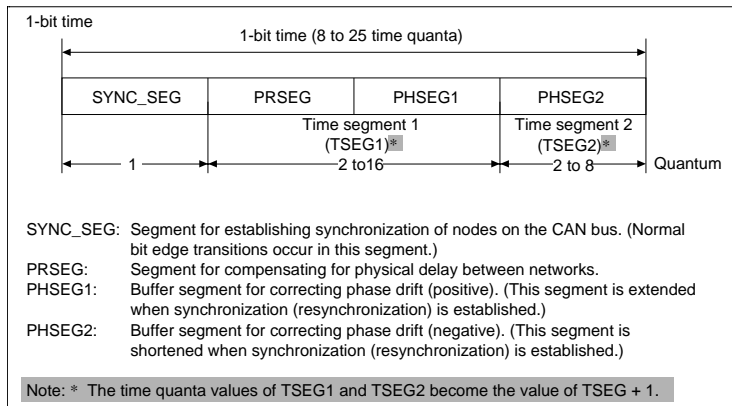 1-bit time
1-bit time (8 to 25 time quanta)
SYNC_SEG PRSEG PHSEG1 PHSEG2
Time segment 1 Time segment 2
(TSEG1)* (TSEG2)*
1 2 to16 2 to 8 Quantum
SYNC_SEG: Segment for establishing synchronization of nodes on the CAN bus. (Normal
bit edge transitions occur in this segment.)
PRSEG: Segment for compensating for physical delay between networks.
PHSEG1: Buffer segment for correcting phase drift (positive). (This segment is extended
when synchronization (resynchronization) is established.)
PHSEG2: Buffer segment for correcting phase drift (negative). (This segment is
shortened when synchronization (resynchronization) is established.)
Note: * The time quanta values of TSEG1 and TSEG2 become the value of TSEG + 1.